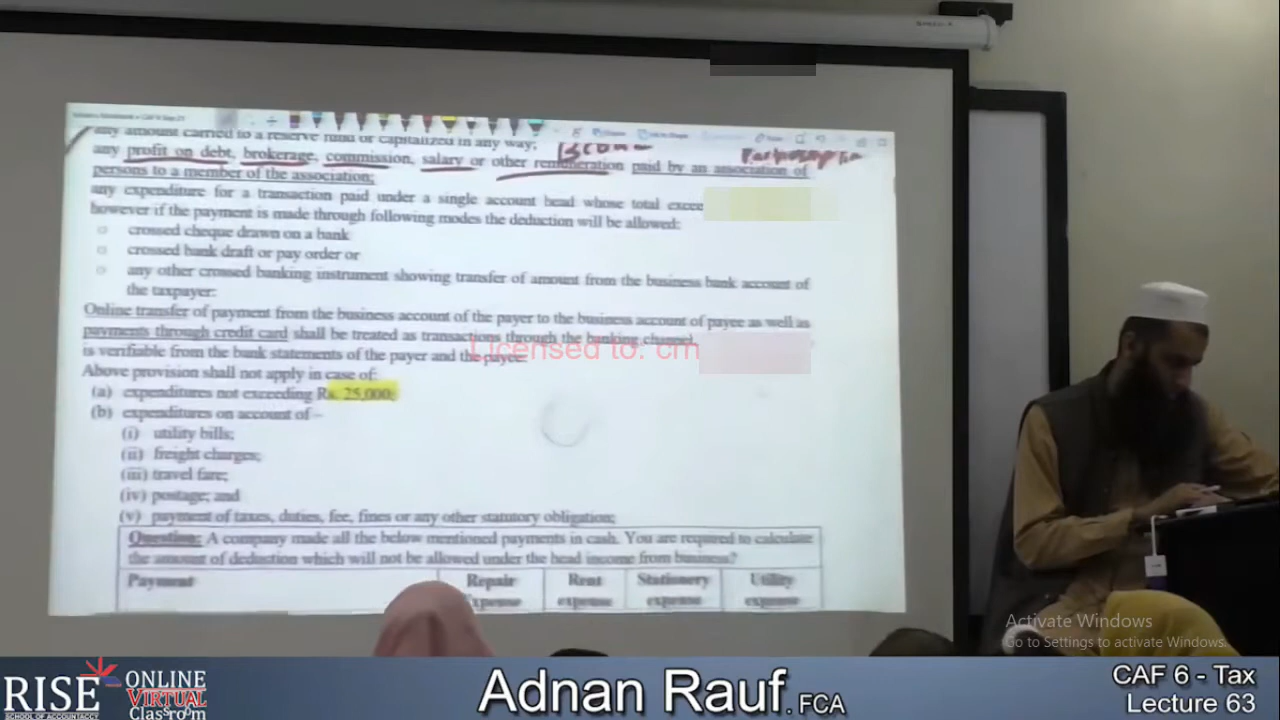 any amount carried to a reserve fund or capitalized in any way;
any profit on debt, brokerage, commission, salary or other remuneration paid by an association of
persons to a member of the association;
any expenditure for a transaction paid under a single account head whose total excee
however if the payment is made through following modes the deduction will be allowed:
o crossed cheque drawn on a bank
o crossed bank draft or pay order or
o any other crossed banking instrument showing transfer of amount from the business bank account of
the taxpayer:
Online transfer of payment from the business account of the payer to the business account of payee as well as
payments through credit card shall be treated as transactions through the banking channel,
Licensed to: cm
is verifiable from the bank statements of the payer and the payee.
Above provision shall not apply in case of:
(a) expenditures not exceeding Rs. 25,000;
(b) expenditures on account of –
(i) utility bills;
(ii) freight charges;
(iii) travel fare;
(iv) postage; and
(v) payment of taxes, duties, fee, fines or any other statutory obligation;
Question: A company made all the below mentioned payments in cash. You are required to calculate
the amount of deduction which will not be allowed under the head income from business?
Payment Repair Rent Stationery Utility
expense expense expense expense
Activate Windows
Go to Settings to activate Windows.
RISE ONLINE VIRTUAL Classroom
SCHOOL OF ACCOUNTANCY
Adnan Rauf. FCA
CAF 6 - Tax
Lecture 63